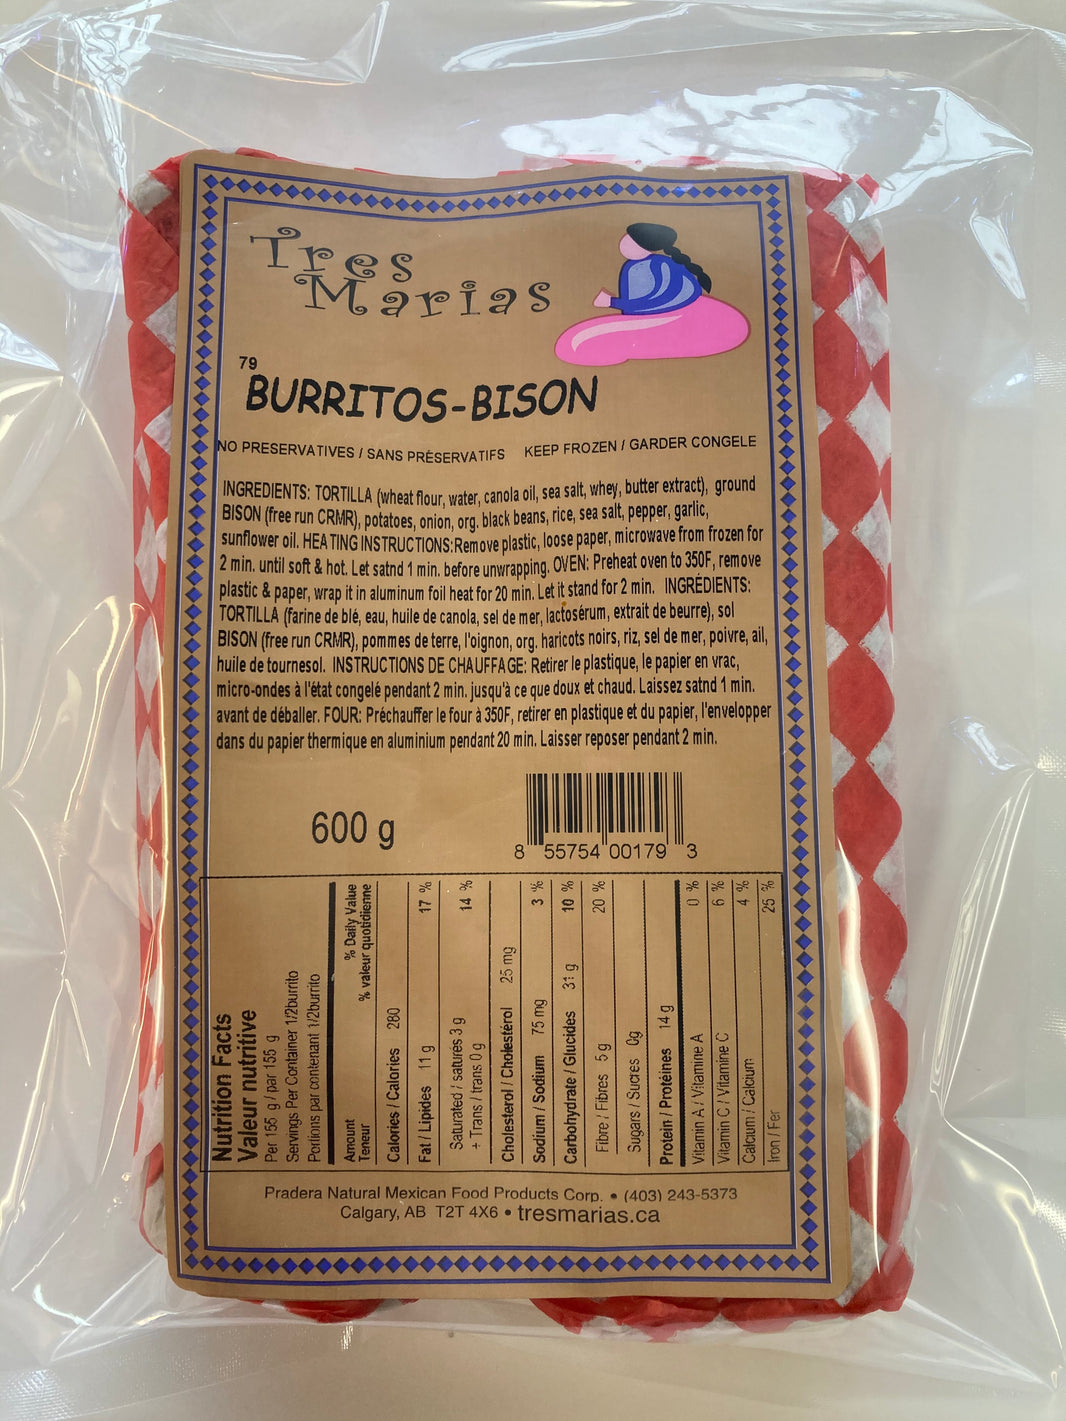 Tres
Marias
79
BURRITOS-BISON
NO PRESERVATIVES / SANS PRÉSERVATIFS KEEP FROZEN / GARDER CONGELE
INGREDIENTS: TORTILLA (wheat flour, water, canola oil, sea salt, whey, butter extract), ground
BISON (free run CRMR), potatoes, onion, org. black beans, rice, sea salt, pepper, garlic,
sunflower oil. HEATING INSTRUCTIONS:Remove plastic, loose paper, microwave from frozen for
2 min. until soft & hot. Let satnd 1 min. before unwrapping. OVEN: Preheat oven to 350F, remove
plastic & paper, wrap it in aluminum foil heat for 20 min. Let it stand for 2 min. INGRÉDIENTS:
TORTILLA (farine de blé, eau, huile de canola, sel de mer, lactosérum, extrait de beurre), sol
BISON (free run CRMR), pommes de terre, l'oignon, org. haricots noirs, riz, sel de mer, poivre, ail,
huile de tournesol. INSTRUCTIONS DE CHAUFFAGE: Retirer le plastique, le papier en vrac,
micro-ondes à l'état congelé pendant 2 min. jusqu'à ce que doux et chaud. Laissez satnd 1 min.
avant de déballer. FOUR: Préchauffer le four à 350F, retirer en plastique et du papier, l'envelopper
dans du papier thermique en aluminium pendant 20 min. Laisser reposer pendant 2 min.
600 g
8 55754 00179 3
Nutrition Facts
Valeur nutritive
Per 155 g / par 155 g
Servings Per Container 1/2burrito
Portions par contenant 1/2burrito
Amount % Daily Value
Teneur % valeur quotidienne
Calories / Calories 280
Fat / Lipides 11 g 17 %
Saturated / saturés 3 g 14 %
+ Trans / trans 0 g
Cholesterol / Cholestérol 25 mg
Sodium / Sodium 75 mg 3 %
Carbohydrate / Glucides 31 g 10 %
Fibre / Fibres 5 g 20 %
Sugars / Sucres 0g
Protein / Protéines 14 g
Vitamin A / Vitamine A 0 %
Vitamin C / Vitamine C 6 %
Calcium / Calcium 4 %
Iron / Fer 25 %
Pradera Natural Mexican Food Products Corp. • (403) 243-5373
Calgary, AB T2T 4X6 • tresmarias.ca